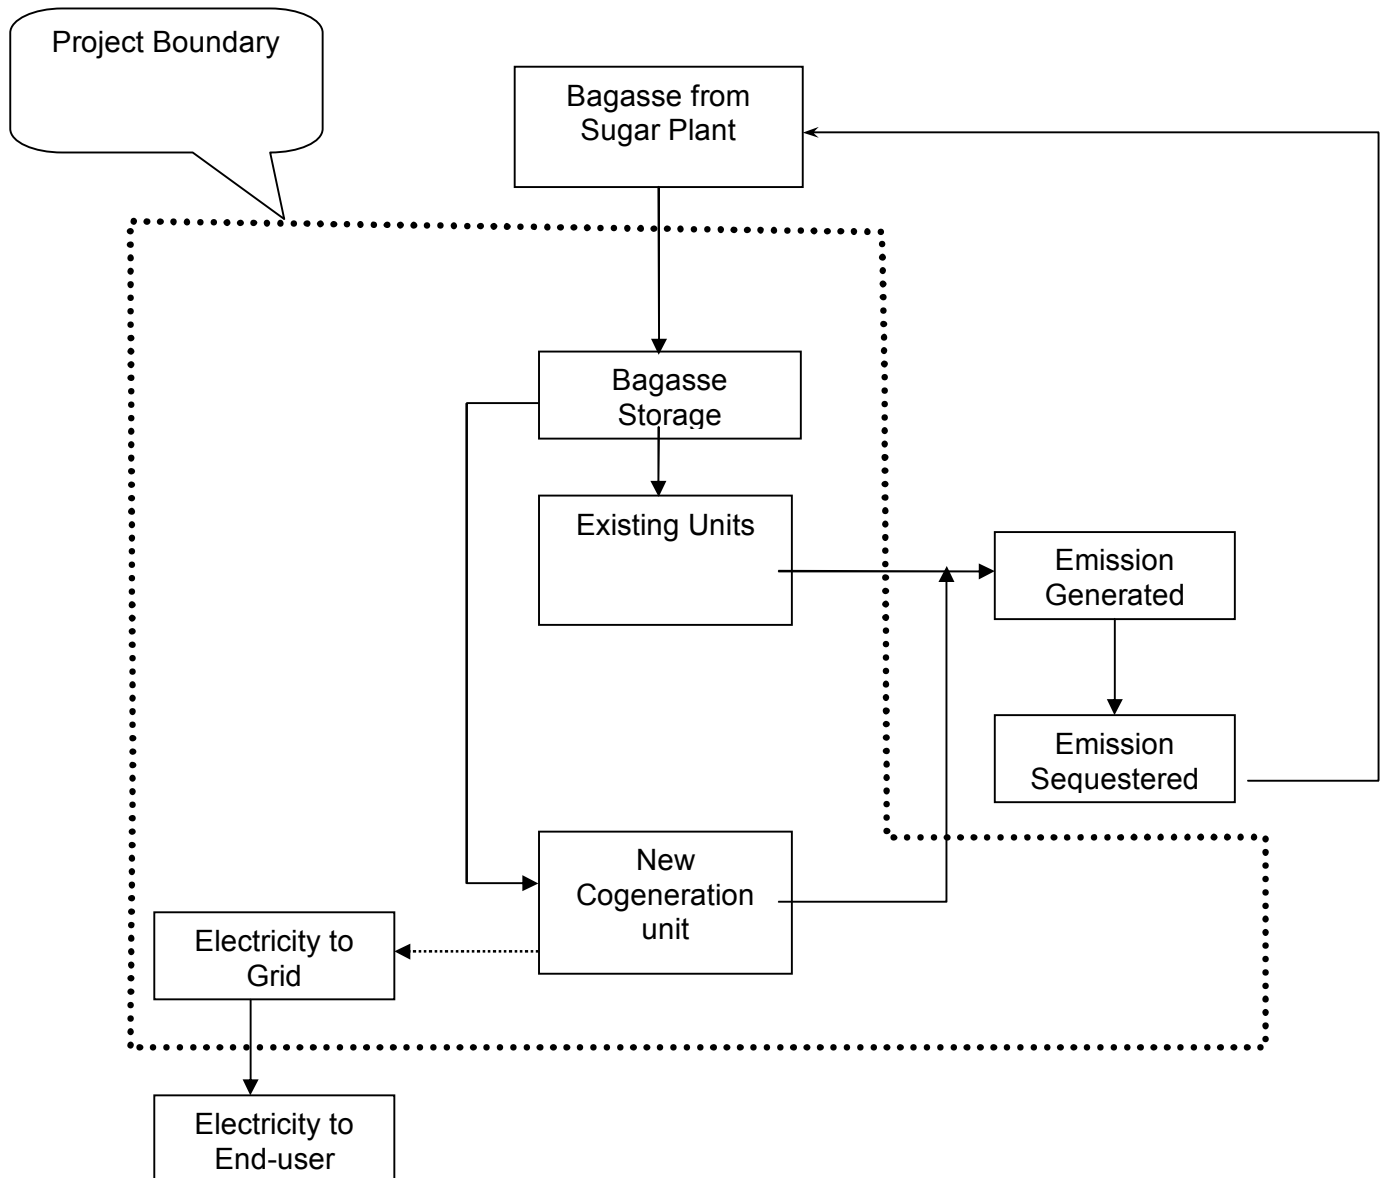 Project Boundary
Bagasse from
Sugar Plant
Bagasse
Storage
Existing Units
Emission
Generated
Emission
Sequestered
New
Cogeneration
unit
Electricity to
Grid
Electricity to
End-user